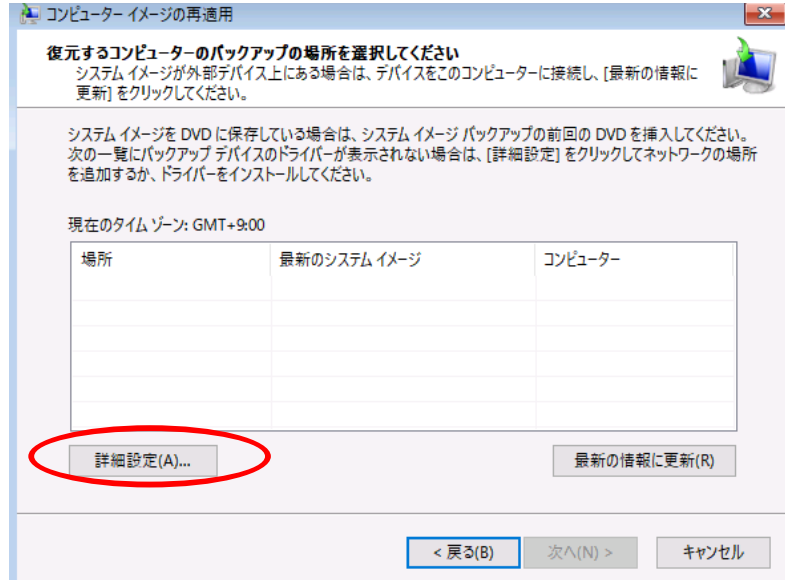 コンピューター イメージの再適用
復元するコンピューターのバックアップの場所を選択してください
システム イメージが外部デバイス上にある場合は、デバイスをこのコンピューターに接続し、[最新の情報に
更新] をクリックしてください。
システム イメージを DVD に保存している場合は、システム イメージ バックアップの前回の DVD を挿入してください。
次の一覧にバックアップ デバイスのドライバーが表示されない場合は、[詳細設定] をクリックしてネットワークの場所
を追加するか、ドライバーをインストールしてください。
現在のタイム ゾーン: GMT+9:00
場所 最新のシステム イメージ コンピューター
詳細設定(A)... 最新の情報に更新(R)
< 戻る(B) 次へ(N) > キャンセル